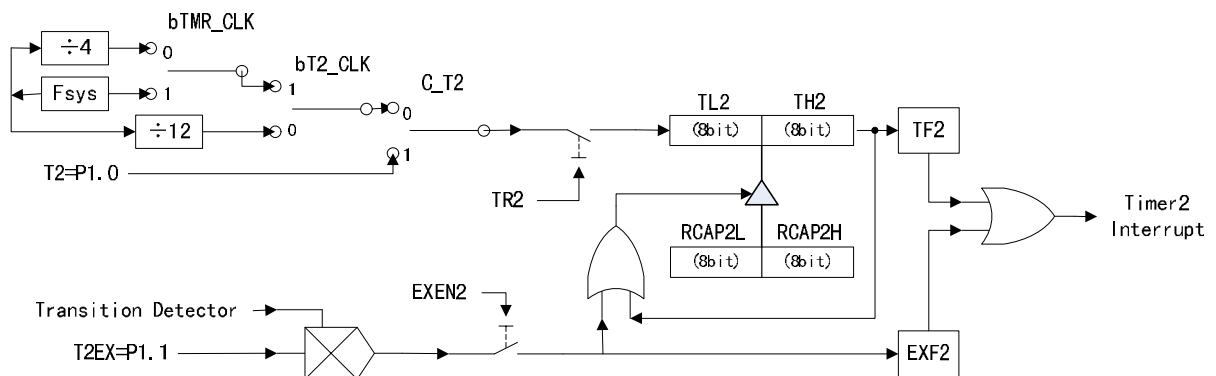 bTMR_CLK
÷4
0
bT2_CLK
Fsys
1
1
C_T2
0
÷12
0
TL2
TH2
(8bit)
(8bit)
TF2
T2=P1.0
1
TR2
Timer2
Interrupt
RCAP2L
RCAP2H
(8bit)
(8bit)
EXEN2
Transition Detector
T2EX=P1.1
EXF2